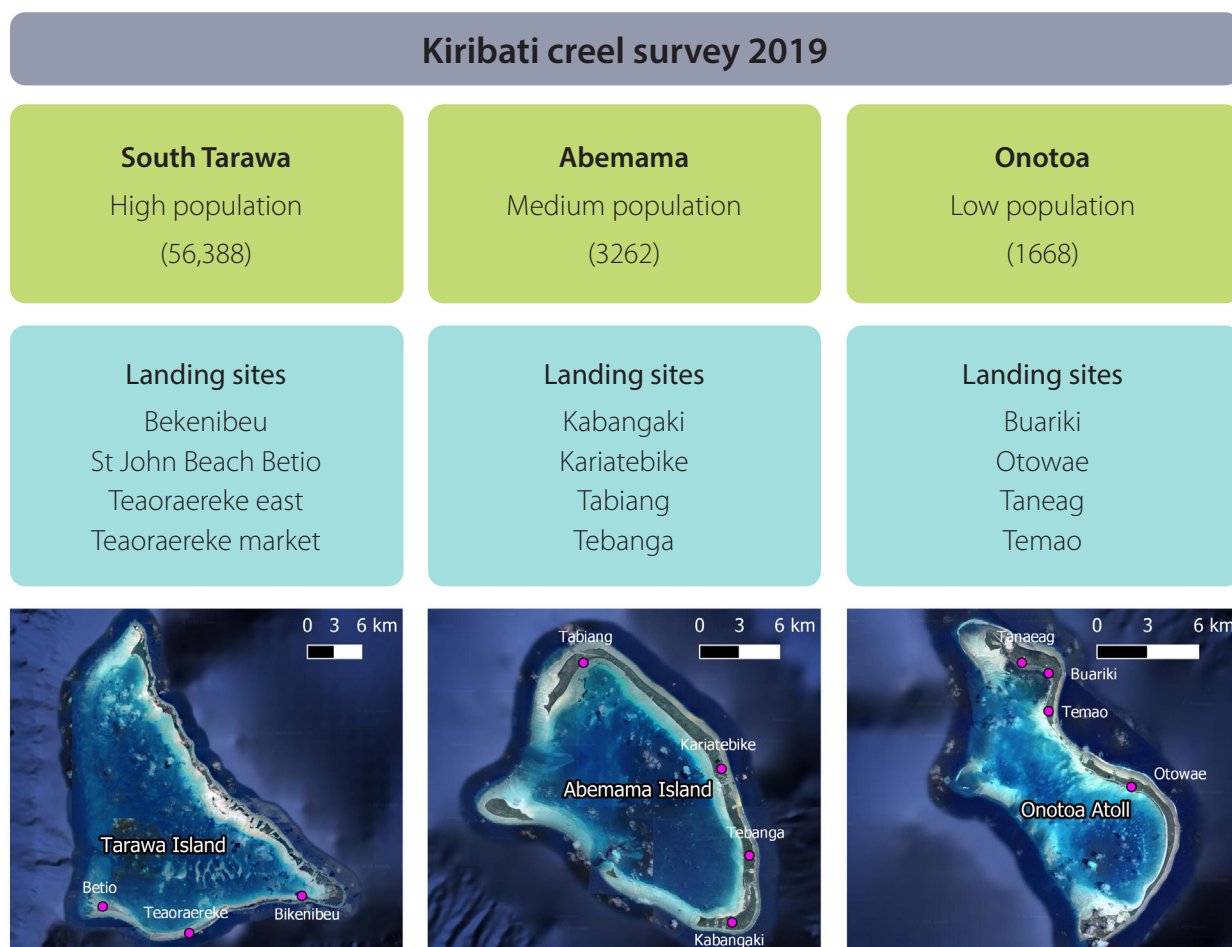 Kiribati creel survey 2019
South Tarawa
High population
(56,388)
Abemama
Medium population
(3262)
Onotoa
Low population
(1668)
Landing sites
Bekenibeu
St John Beach Betio
Teaoraereke east
Teaoraereke market
Landing sites
Kabangaki
Kariatebike
Tabiang
Tebanga
Landing sites
Buariki
Otowae
Taneag
Temao
0 3 6 km
Tarawa Island
Betio
Teaoraereke
Bikenibeu
0 3 6 km
Tabiang
Kariatebike
Abemama Island
Tebanga
Kabangaki
0 3 6 km
Tanaeag
Buariki
Temao
Otowae
Onotoa Atoll